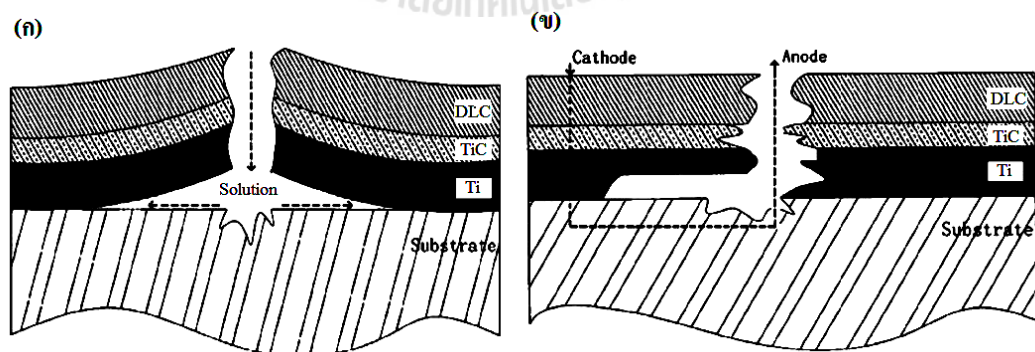 (ก)
DLC
TiC
Ti
Solution
Substrate
(ข)
Cathode
Anode
DLC
TiC
Ti
Substrate